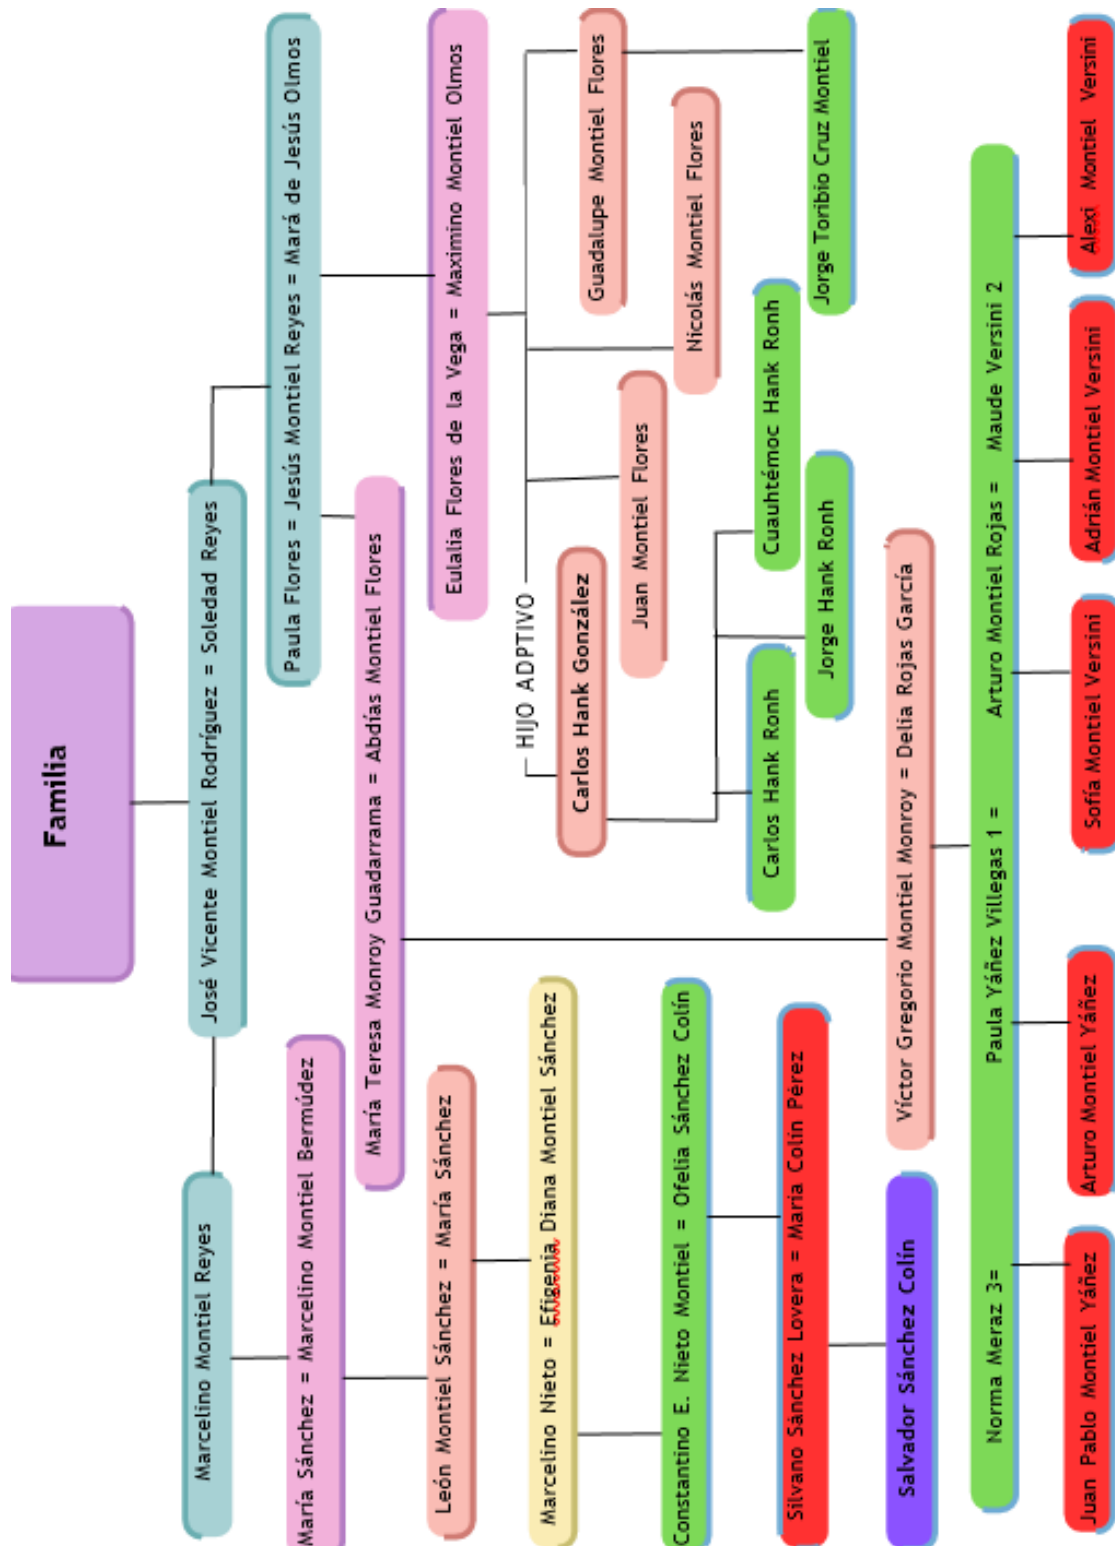 Familia
José Vicente Montiel Rodríguez = Soledad Reyes
Marcelino Montiel Reyes
Paula Flores = Jesús Montiel Reyes = Mará de Jesús Olmos
María Sánchez = Marcelino Montiel Bermúdez
María Teresa Monroy Guadarrama = Abdías Montiel Flores
Eulalia Flores de la Vega = Maximino Montiel Olmos
León Montiel Sánchez = María Sánchez
HIJO ADPTIVO
Marcelino Nieto = Efigenia Diana Montiel Sánchez
Carlos Hank González
Juan Montiel Flores
Nicolás Montiel Flores
Guadalupe Montiel Flores
Constantino E. Nieto Montiel = Ofelia Sánchez Colín
Carlos Hank Ronh
Jorge Hank Ronh
Cuauhtémoc Hank Ronh
Jorge Toribio Cruz Montiel
Silvano Sánchez Lovera = Maria Colín Pérez
Salvador Sánchez Colín
Víctor Gregorio Montiel Monroy = Delia Rojas García
Norma Meraz 3= Paula Yáñez Villegas 1 = Arturo Montiel Rojas = Maude Versini 2
Juan Pablo Montiel Yáñez
Arturo Montiel Yáñez
Sofía Montiel Versini
Adrián Montiel Versini
Alexi Montiel Versini